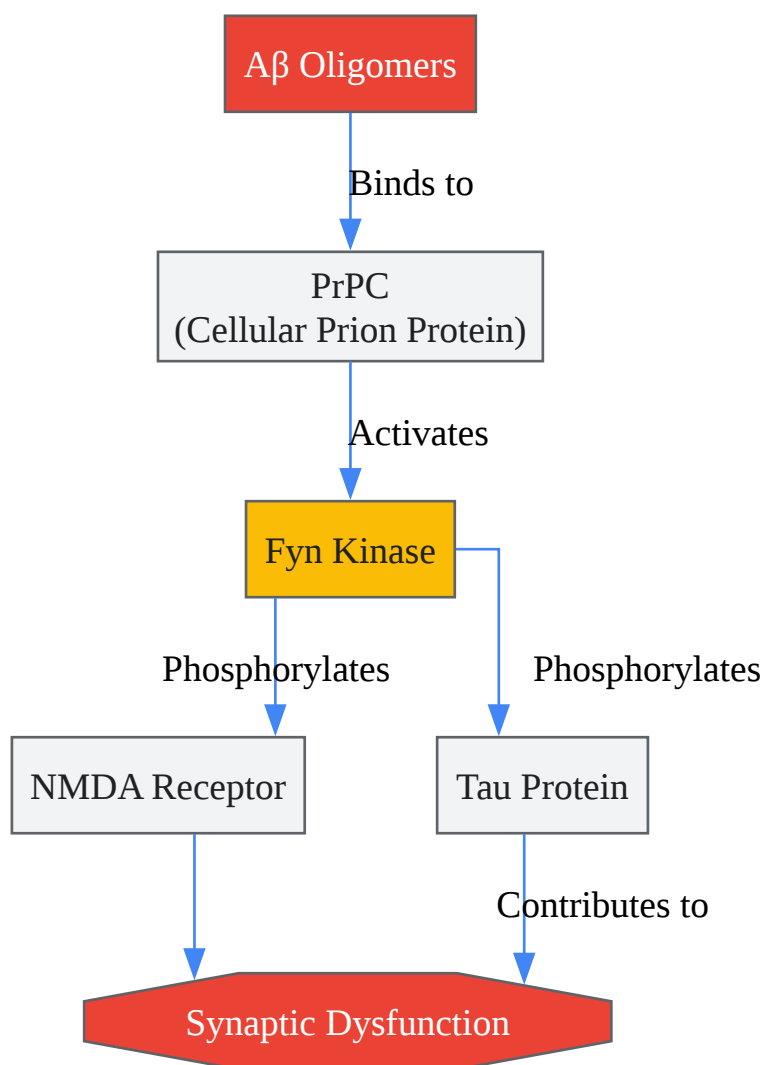 Aβ Oligomers
Binds to
PrPC
(Cellular Prion Protein)
Activates
Fyn Kinase
Phosphorylates
Phosphorylates
NMDA Receptor
Tau Protein
Contributes to
Synaptic Dysfunction